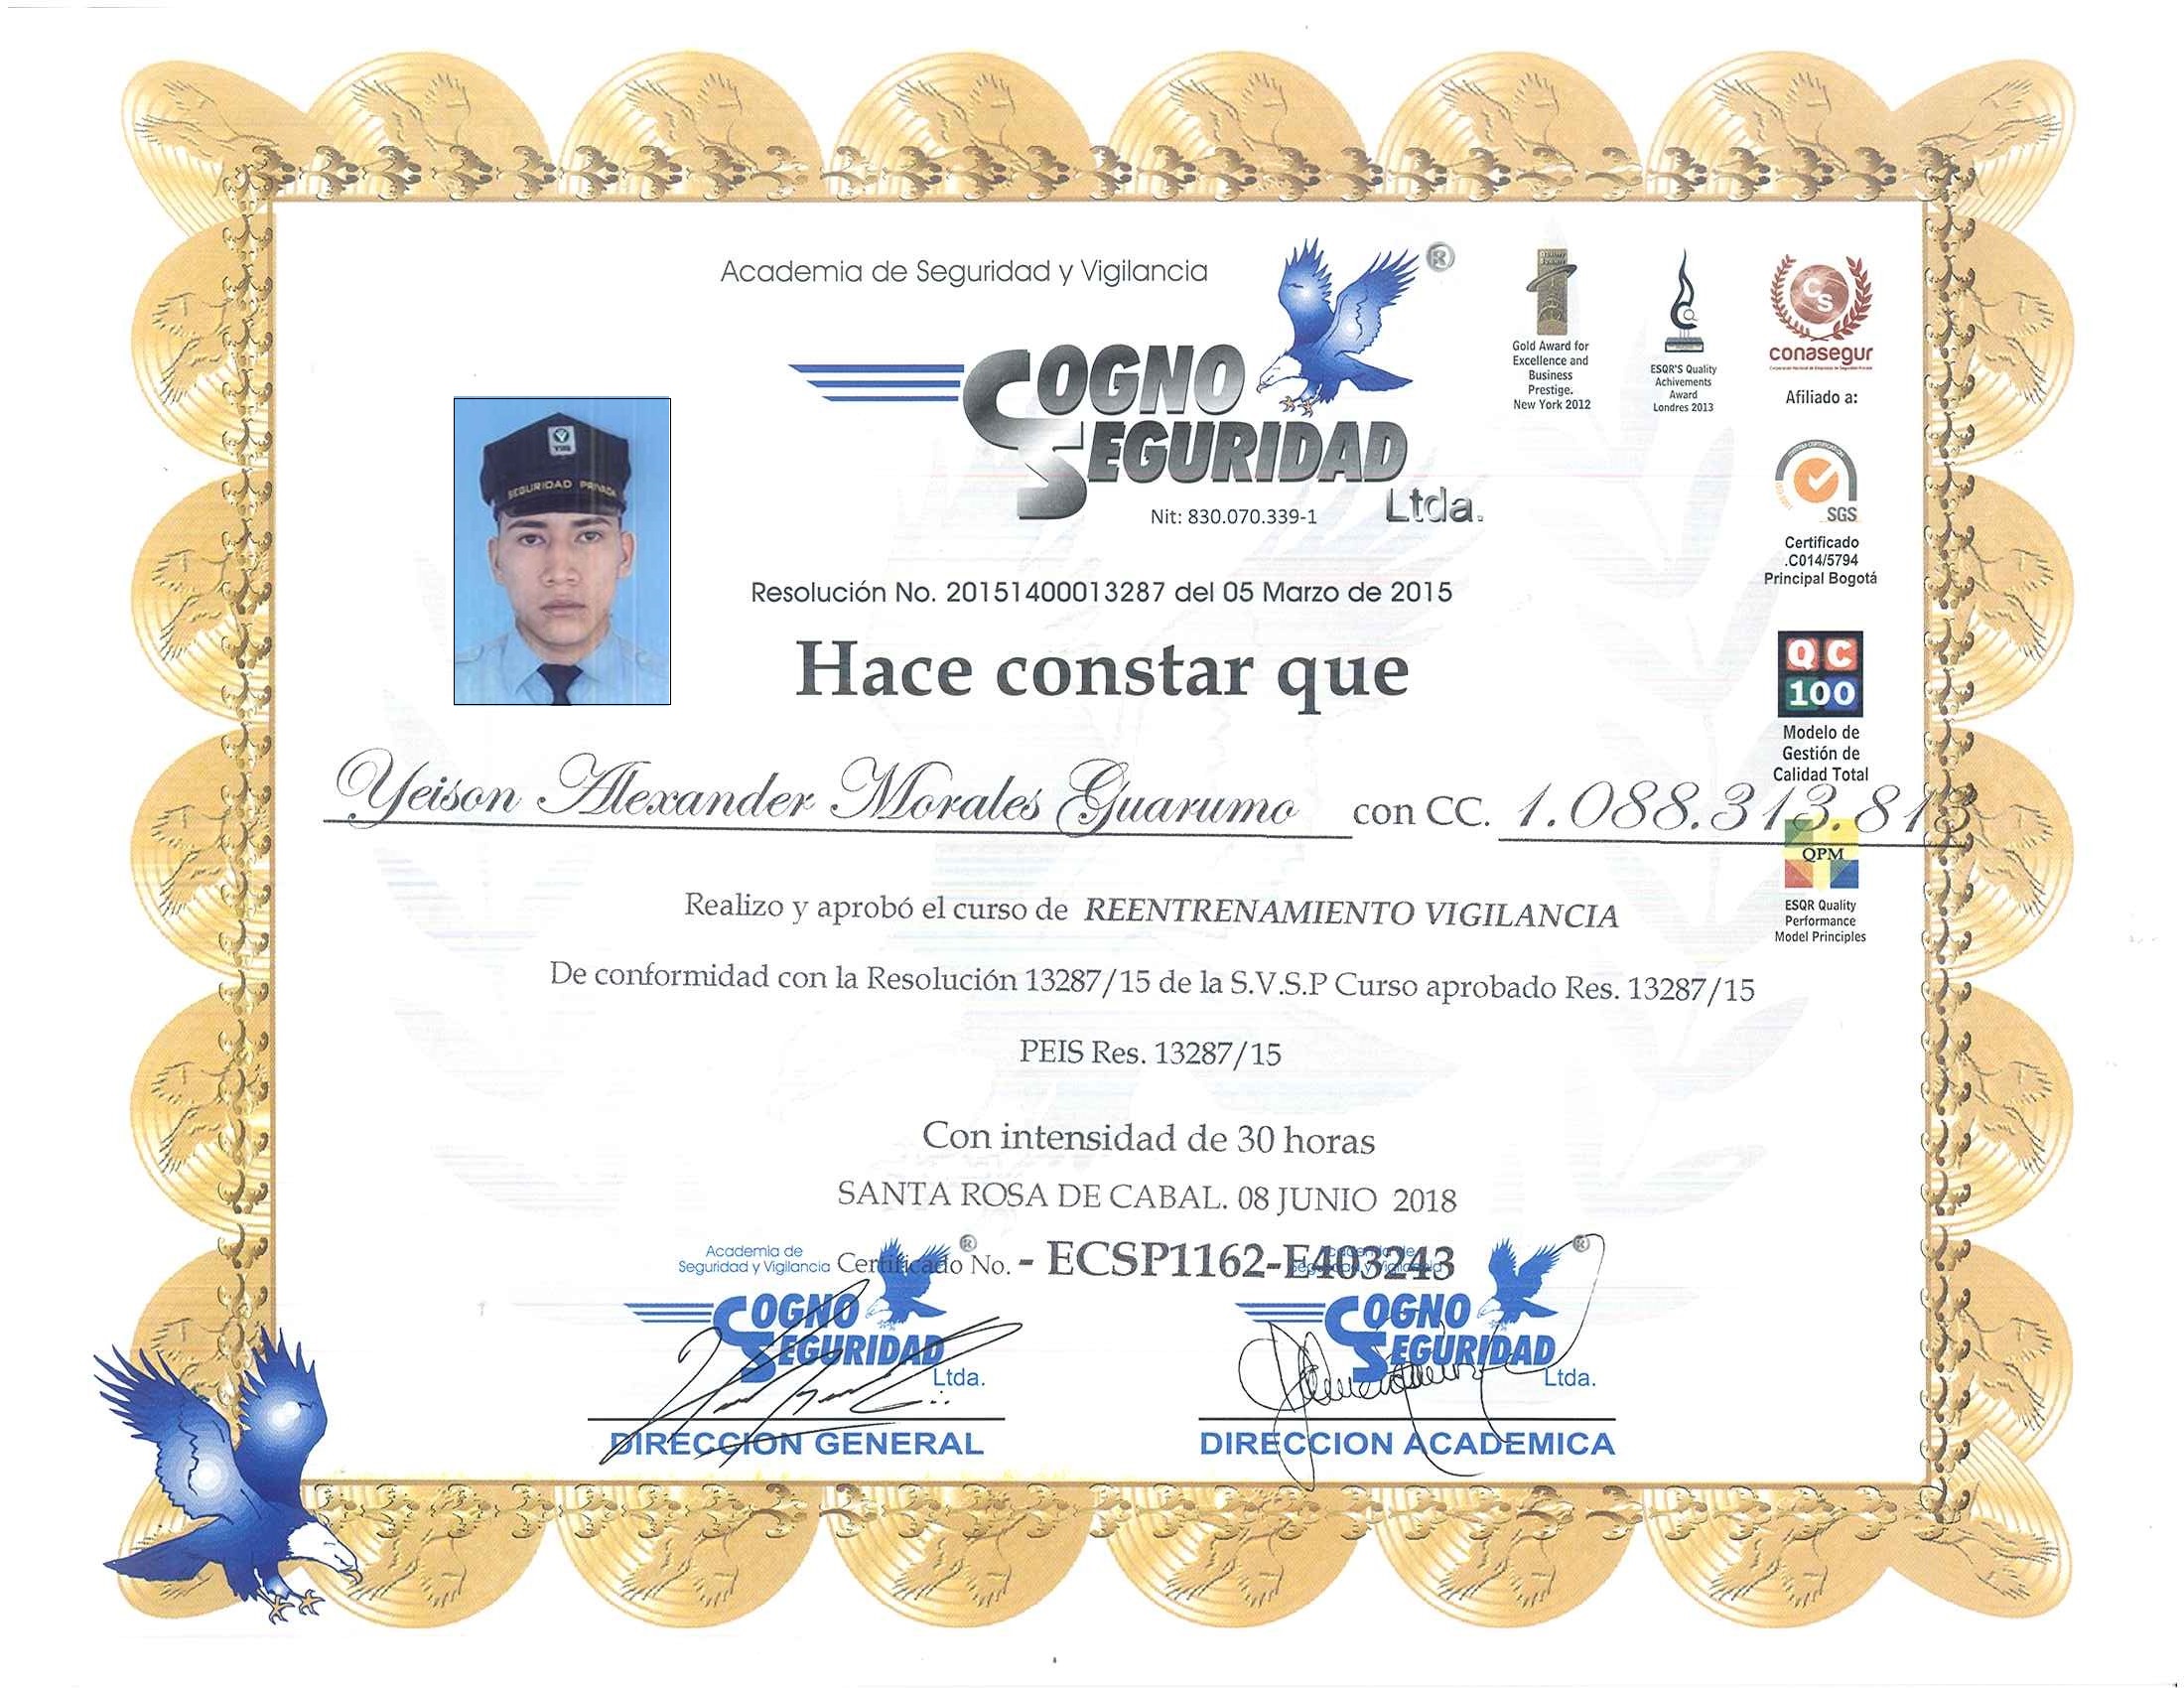 Academia de Seguridad y Vigilancia
®
COGNO
SEGURIDAD
Ltda.
Nit: 830.070.339-1
Gold Award for
Excellence and
Business
Prestige.
New York 2012
ESQR'S Quality
Achivements
Award
Londres 2013
CS
conasegur
Afiliado a:
SGS
Certificado
.C014/5794
Principal Bogotá
SEGURIDAD PRIVADA
Resolución No. 20151400013287 del 05 Marzo de 2015
Hace constar que
QC
100
Modelo de
Gestión de
Calidad Total
Yeison Alexander Morales Guarumo con CC. 1.088.313.813
QPM
ESQR Quality
Performance
Model Principles
Realizo y aprobó el curso de REENTRENAMIENTO VIGILANCIA
De conformidad con la Resolución 13287/15 de la S.V.S.P Curso aprobado Res. 13287/15
PEIS Res. 13287/15
Con intensidad de 30 horas
SANTA ROSA DE CABAL. 08 JUNIO 2018
Certificado No. - ECSP1162-E403243
Academia de
Seguridad y Vigilancia
®
COGNO
SEGURIDAD
Ltda.
DIRECCION GENERAL
Academia de
Seguridad y Vigilancia
®
COGNO
SEGURIDAD
Ltda.
DIRECCION ACADEMICA